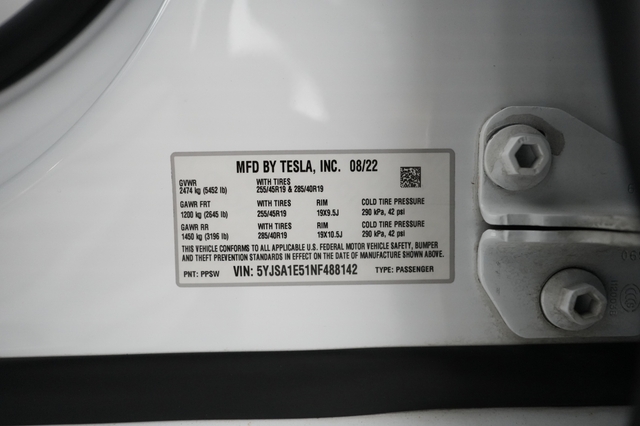 MFD BY TESLA, INC. 08/22
GVWR WITH TIRES
2474 kg (5452 lb) 255/45R19 & 285/40R19
GAWR FRT WITH TIRES RIM COLD TIRE PRESSURE
1200 kg (2645 lb) 255/45R19 19X9.5J 290 kPa, 42 psi
GAWR RR WITH TIRES RIM COLD TIRE PRESSURE
1450 kg (3196 lb) 285/40R19 19X10.5J 290 kPa, 42 psi
THIS VEHICLE CONFORMS TO ALL APPLICABLE U.S. FEDERAL MOTOR VEHICLE SAFETY, BUMPER
AND THEFT PREVENTION STANDARDS IN EFFECT ON THE DATE OF MANUFACTURE SHOWN ABOVE.
PNT: PPSW VIN: 5YJSA1E51NF488142 TYPE: PASSENGER